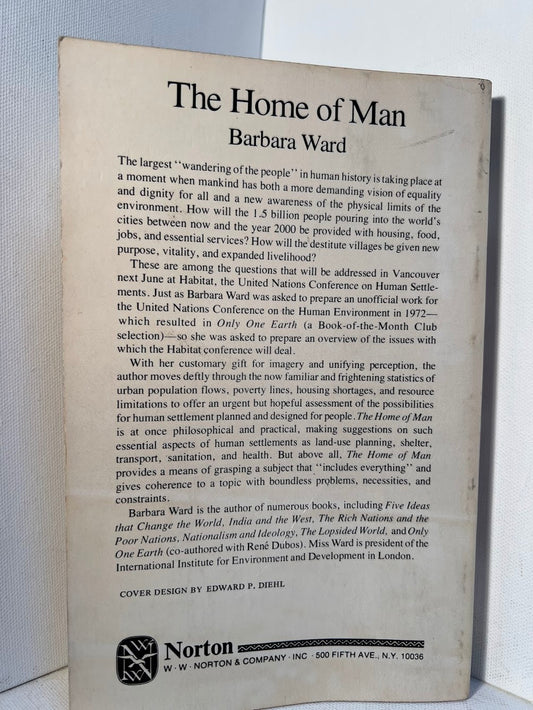 The Home of Man
Barbara Ward
The largest "wandering of the people" in human history is taking place at
a moment when mankind has both a more demanding vision of equality
and dignity for all and a new awareness of the physical limits of the
environment. How will the 1.5 billion people pouring into the world's
cities between now and the year 2000 be provided with housing, food,
jobs, and essential services? How will the destitute villages be given new
purpose, vitality, and expanded livelihood?
These are among the questions that will be addressed in Vancouver
next June at Habitat, the United Nations Conference on Human Settle-
ments. Just as Barbara Ward was asked to prepare an unofficial work for
the United Nations Conference on the Human Environment in 1972—
which resulted in Only One Earth (a Book-of-the-Month Club
selection)—so she was asked to prepare an overview of the issues with
which the Habitat conference will deal.
With her customary gift for imagery and unifying perception, the
author moves deftly through the now familiar and frightening statistics of
urban population flows, poverty lines, housing shortages, and resource
limitations to offer an urgent but hopeful assessment of the possibilities
for human settlement planned and designed for people. The Home of Man
is at once philosophical and practical, making suggestions on such
essential aspects of human settlements as land-use planning, shelter,
transport, sanitation, and health. But above all, The Home of Man
provides a means of grasping a subject that "includes everything" and
gives coherence to a topic with boundless problems, necessities, and
constraints.
Barbara Ward is the author of numerous books, including Five Ideas
that Change the World, India and the West, The Rich Nations and the
Poor Nations, Nationalism and Ideology, The Lopsided World, and Only
One Earth (co-authored with René Dubos). Miss Ward is president of the
International Institute for Environment and Development in London.
COVER DESIGN BY EDWARD P. DIEHL
Norton
W · W · NORTON & COMPANY · INC · 500 FIFTH AVE., N.Y. 10036